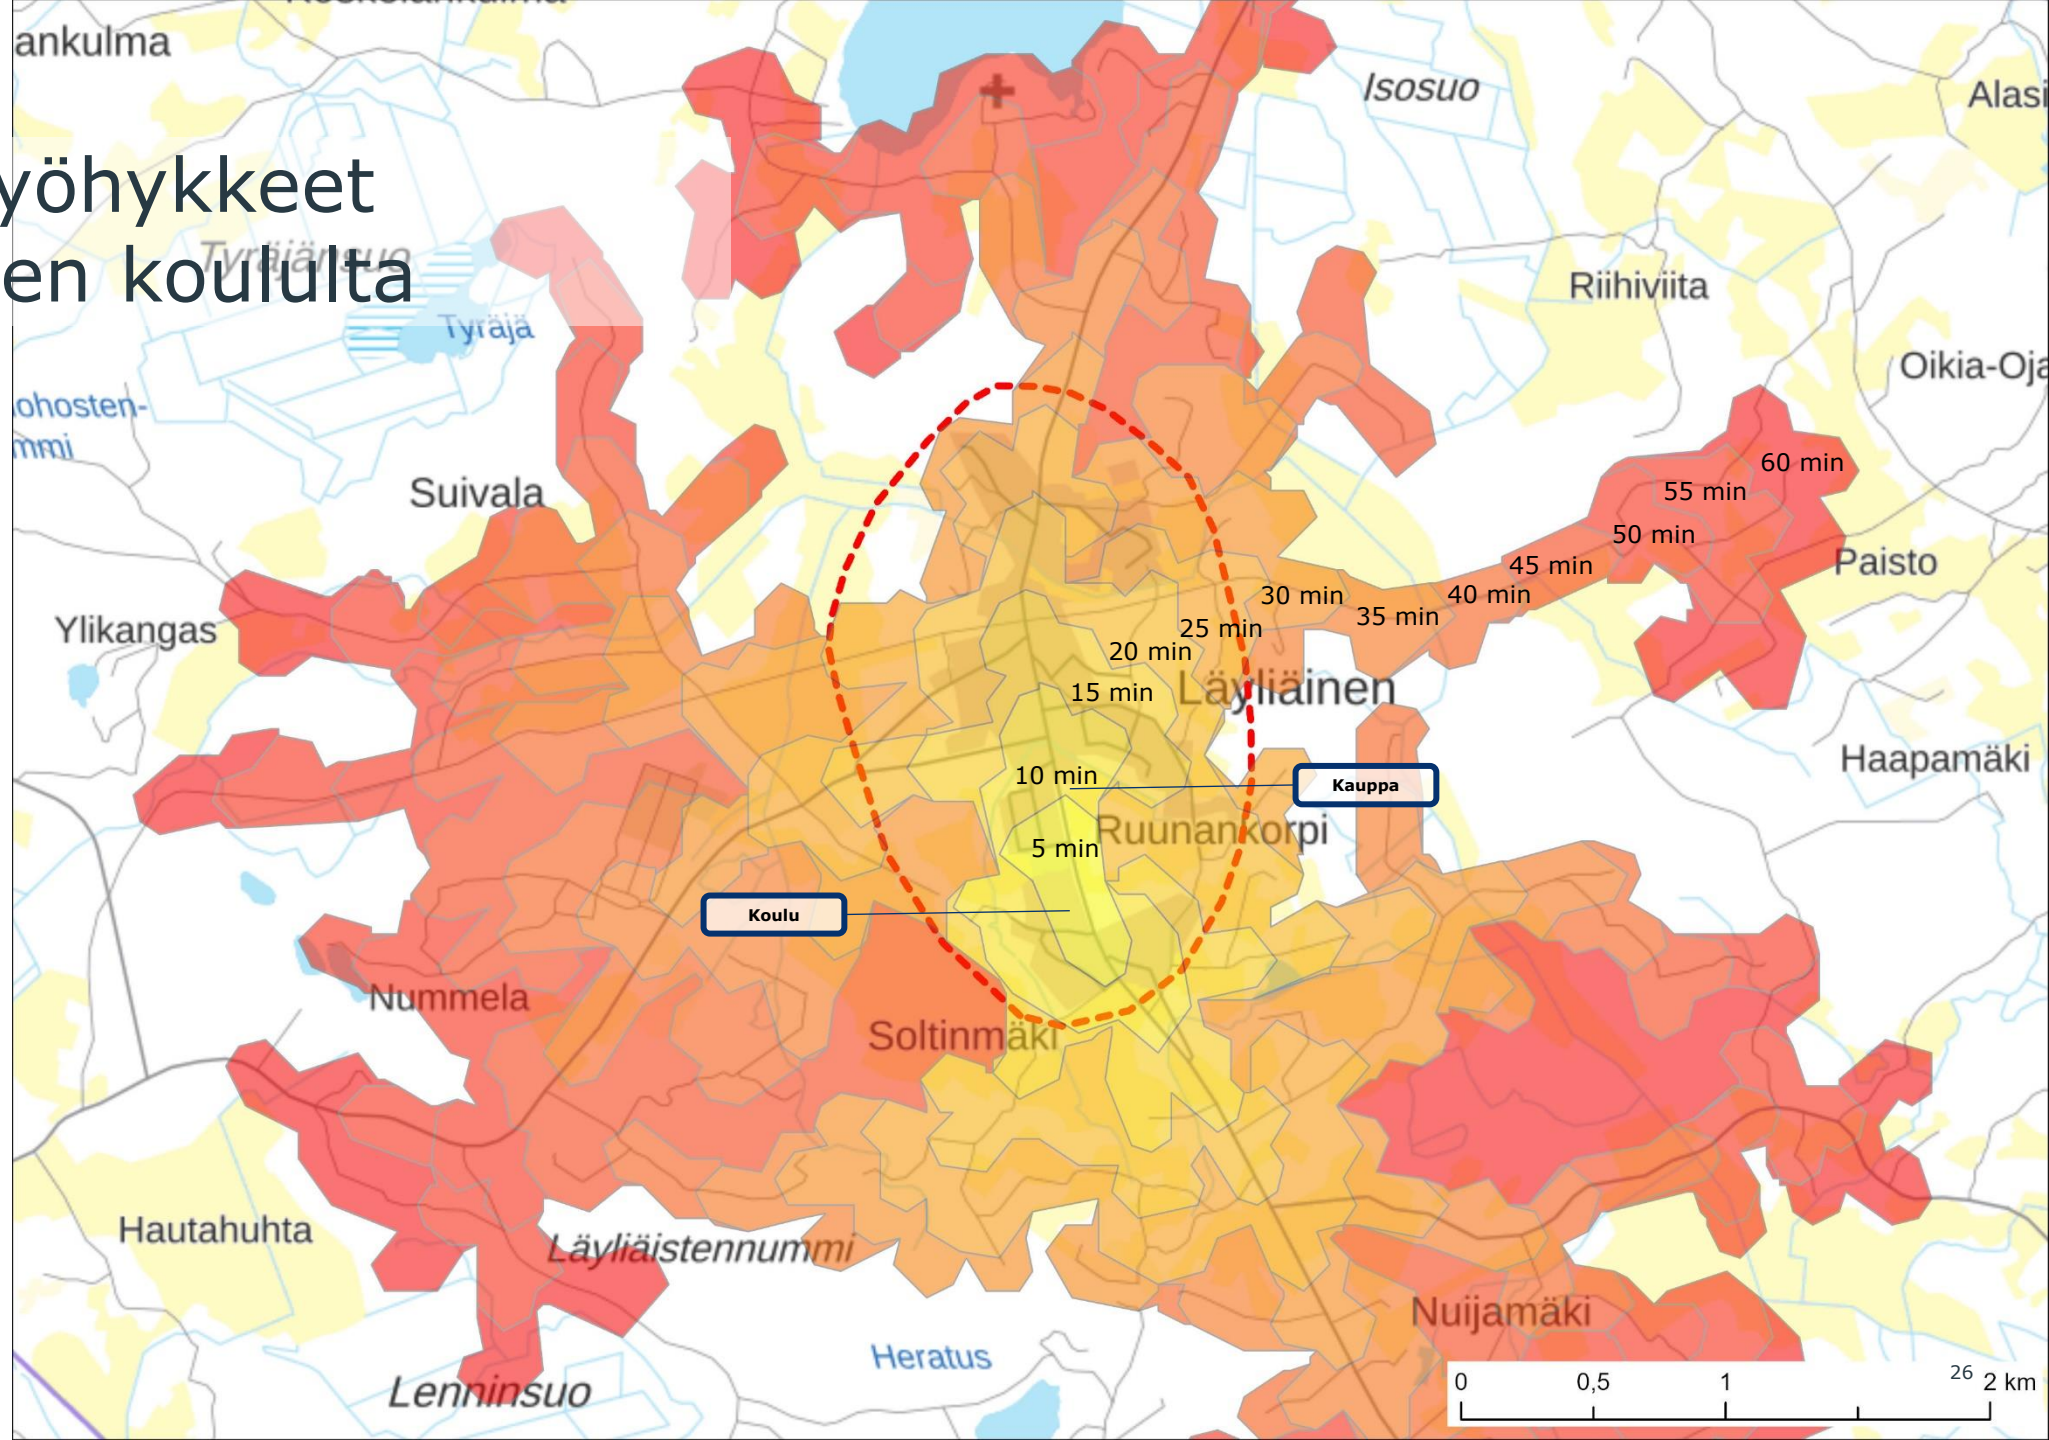 ankulma
Isosuo
Alasi
yöhykkeet
en koululta
Tyräjänsuo
Tyräjä
Riihiviita
Oikia-Oja
ohosten-
mmi
Suivala
60 min
55 min
50 min
45 min
40 min
35 min
30 min
25 min
20 min
15 min
10 min
5 min
Paisto
Ylikangas
Läyliäinen
Haapamäki
Kauppa
Ruunankorpi
Koulu
Nummela
Soltinmäki
Hautahuhta
Läyliäistennummi
Nuijamäki
Heratus
Lenninsuo
26
0 0,5 1 2 km